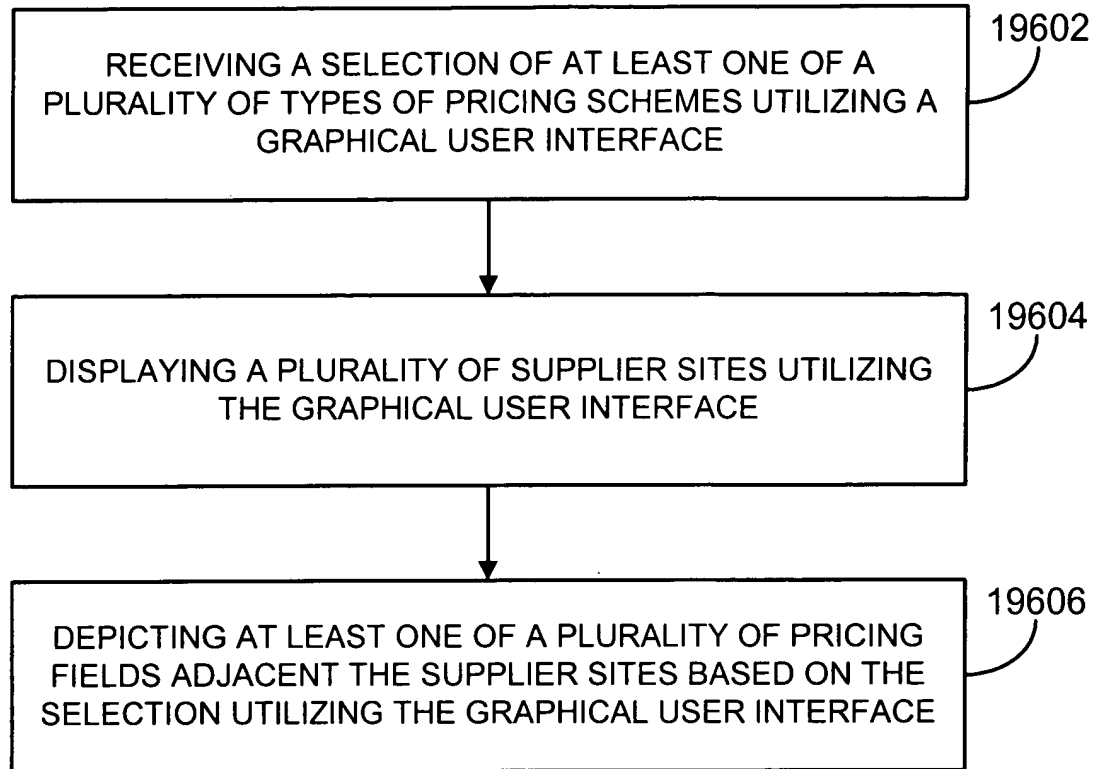 19602
RECEIVING A SELECTION OF AT LEAST ONE OF A
PLURALITY OF TYPES OF PRICING SCHEMES UTILIZING A
GRAPHICAL USER INTERFACE
19604
DISPLAYING A PLURALITY OF SUPPLIER SITES UTILIZING
THE GRAPHICAL USER INTERFACE
19606
DEPICTING AT LEAST ONE OF A PLURALITY OF PRICING
FIELDS ADJACENT THE SUPPLIER SITES BASED ON THE
SELECTION UTILIZING THE GRAPHICAL USER INTERFACE